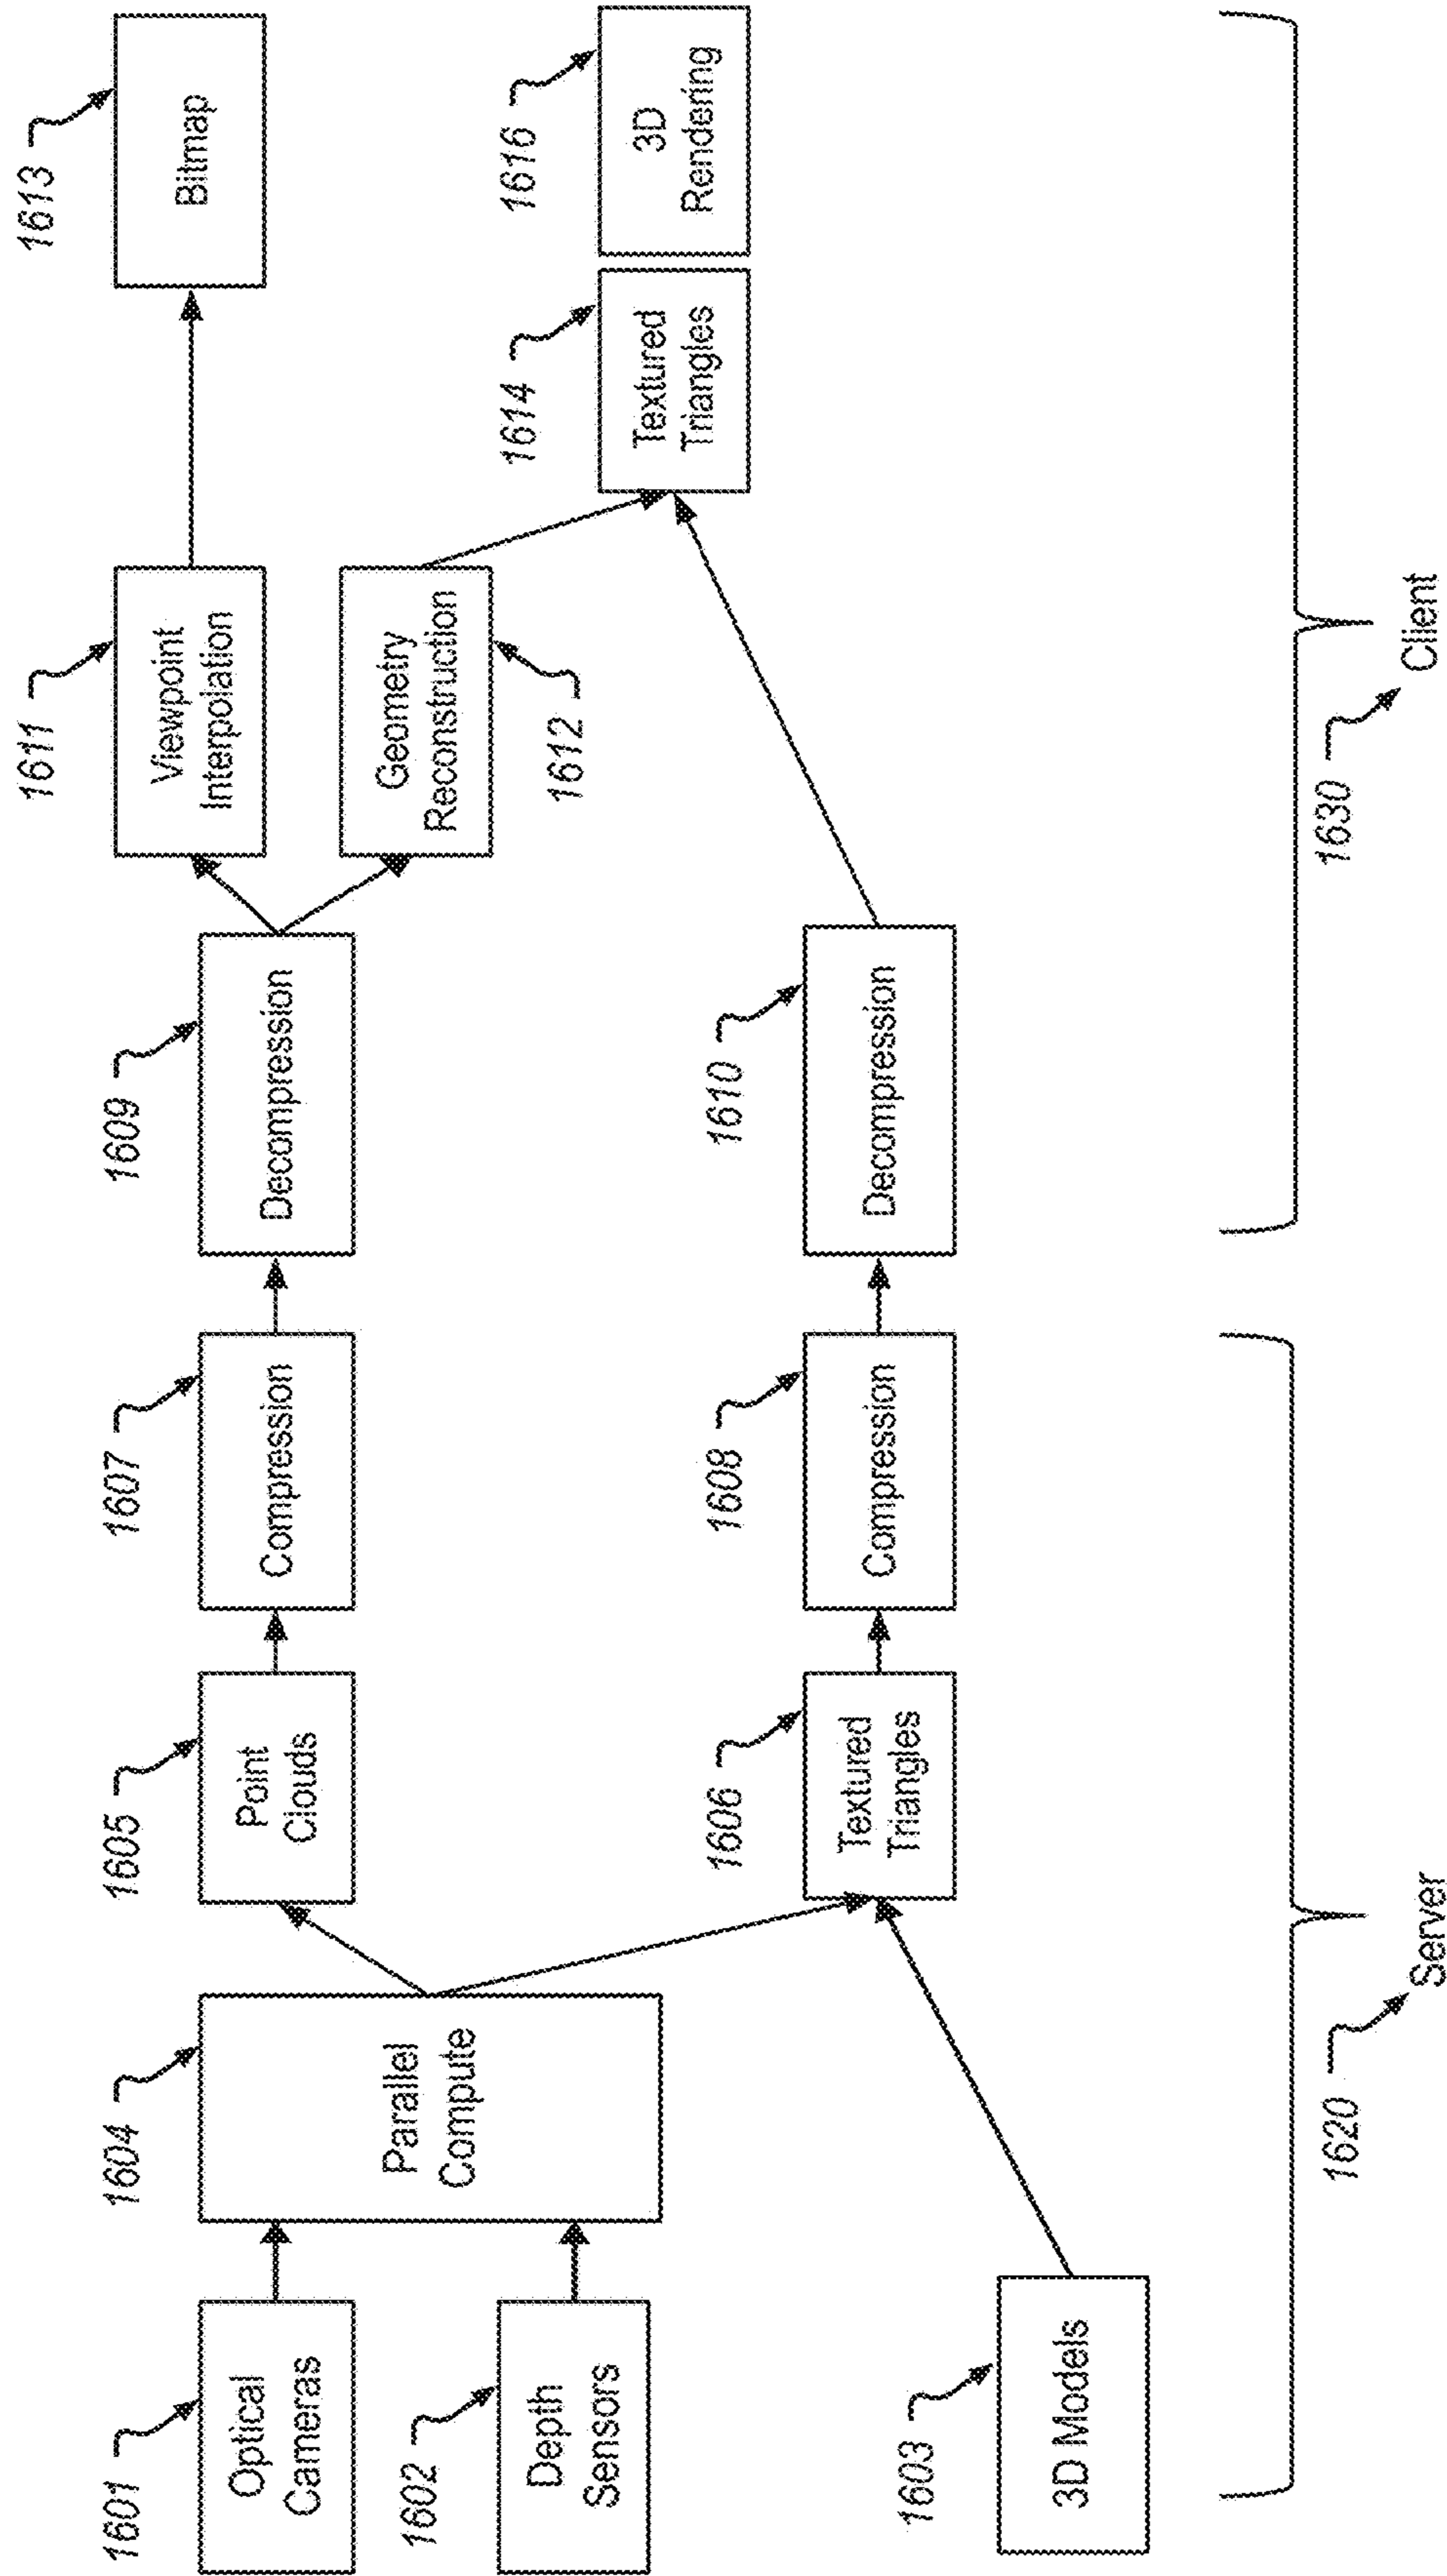 1601
Optical
Cameras
1602
Depth
Sensors
1603
3D Models
1604
Parallel
Compute
1605
Point
Clouds
1606
Textured
Triangles
1607
Compression
1608
Compression
1609
Decompression
1610
Decompression
1611
Viewpoint
Interpolation
Geometry
Reconstruction
1612
1613
Bitmap
1614
Textured
Triangles
1616
3D
Rendering
1620
Server
1630
Client